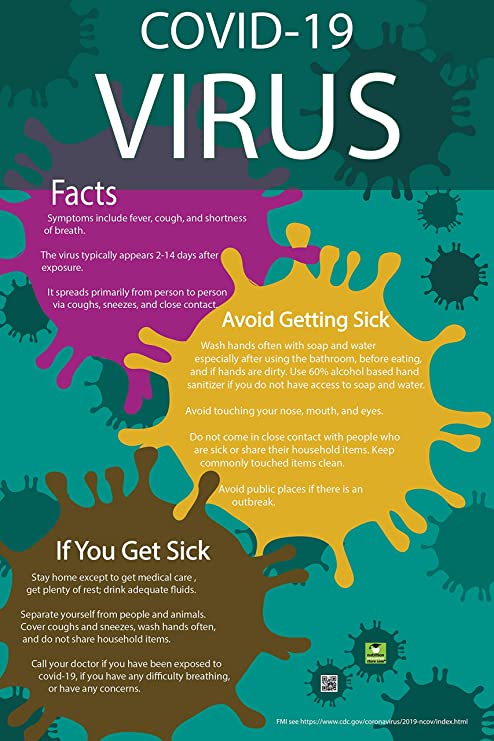 COVID-19
VIRUS
Facts
Symptoms include fever, cough, and shortness
of breath.
The virus typically appears 2-14 days after
exposure.
It spreads primarily from person to person
via coughs, sneezes, and close contact.
Avoid Getting Sick
Wash hands often with soap and water
especially after using the bathroom, before eating,
and if hands are dirty. Use 60% alcohol based hand
sanitizer if you do not have access to soap and water.
Avoid touching your nose, mouth, and eyes.
Do not come in close contact with people who
are sick or share their household items. Keep
commonly touched items clean.
Avoid public places if there is an
outbreak.
If You Get Sick
Stay home except to get medical care ,
get plenty of rest; drink adequate fluids.
Separate yourself from people and animals.
Cover coughs and sneezes, wash hands often,
and do not share household items.
Call your doctor if you have been exposed to
covid-19, if you have any difficulty breathing,
or have any concerns.
nutrition
FMI see https://www.cdc.gov/coronavirus/2019-ncov/index.html